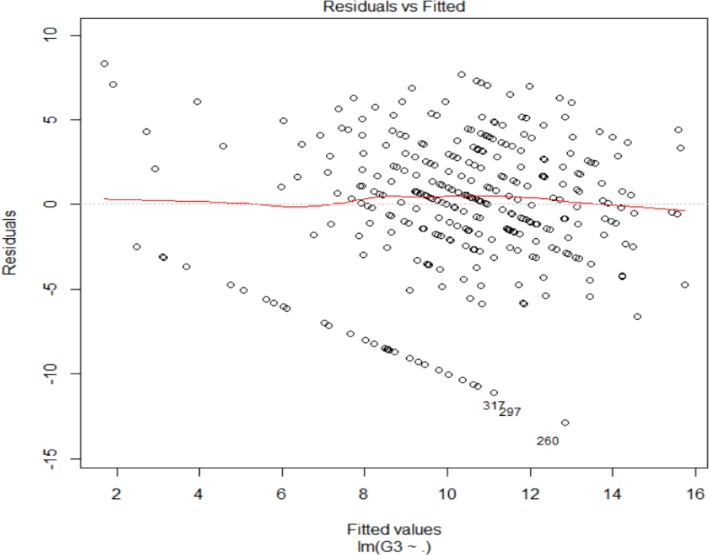 Residuals vs Fitted
10
5
0
-5
-10
-15
Residuals
317
297
260
2 4 6 8 10 12 14 16
Fitted values
lm(G3 ~ .)